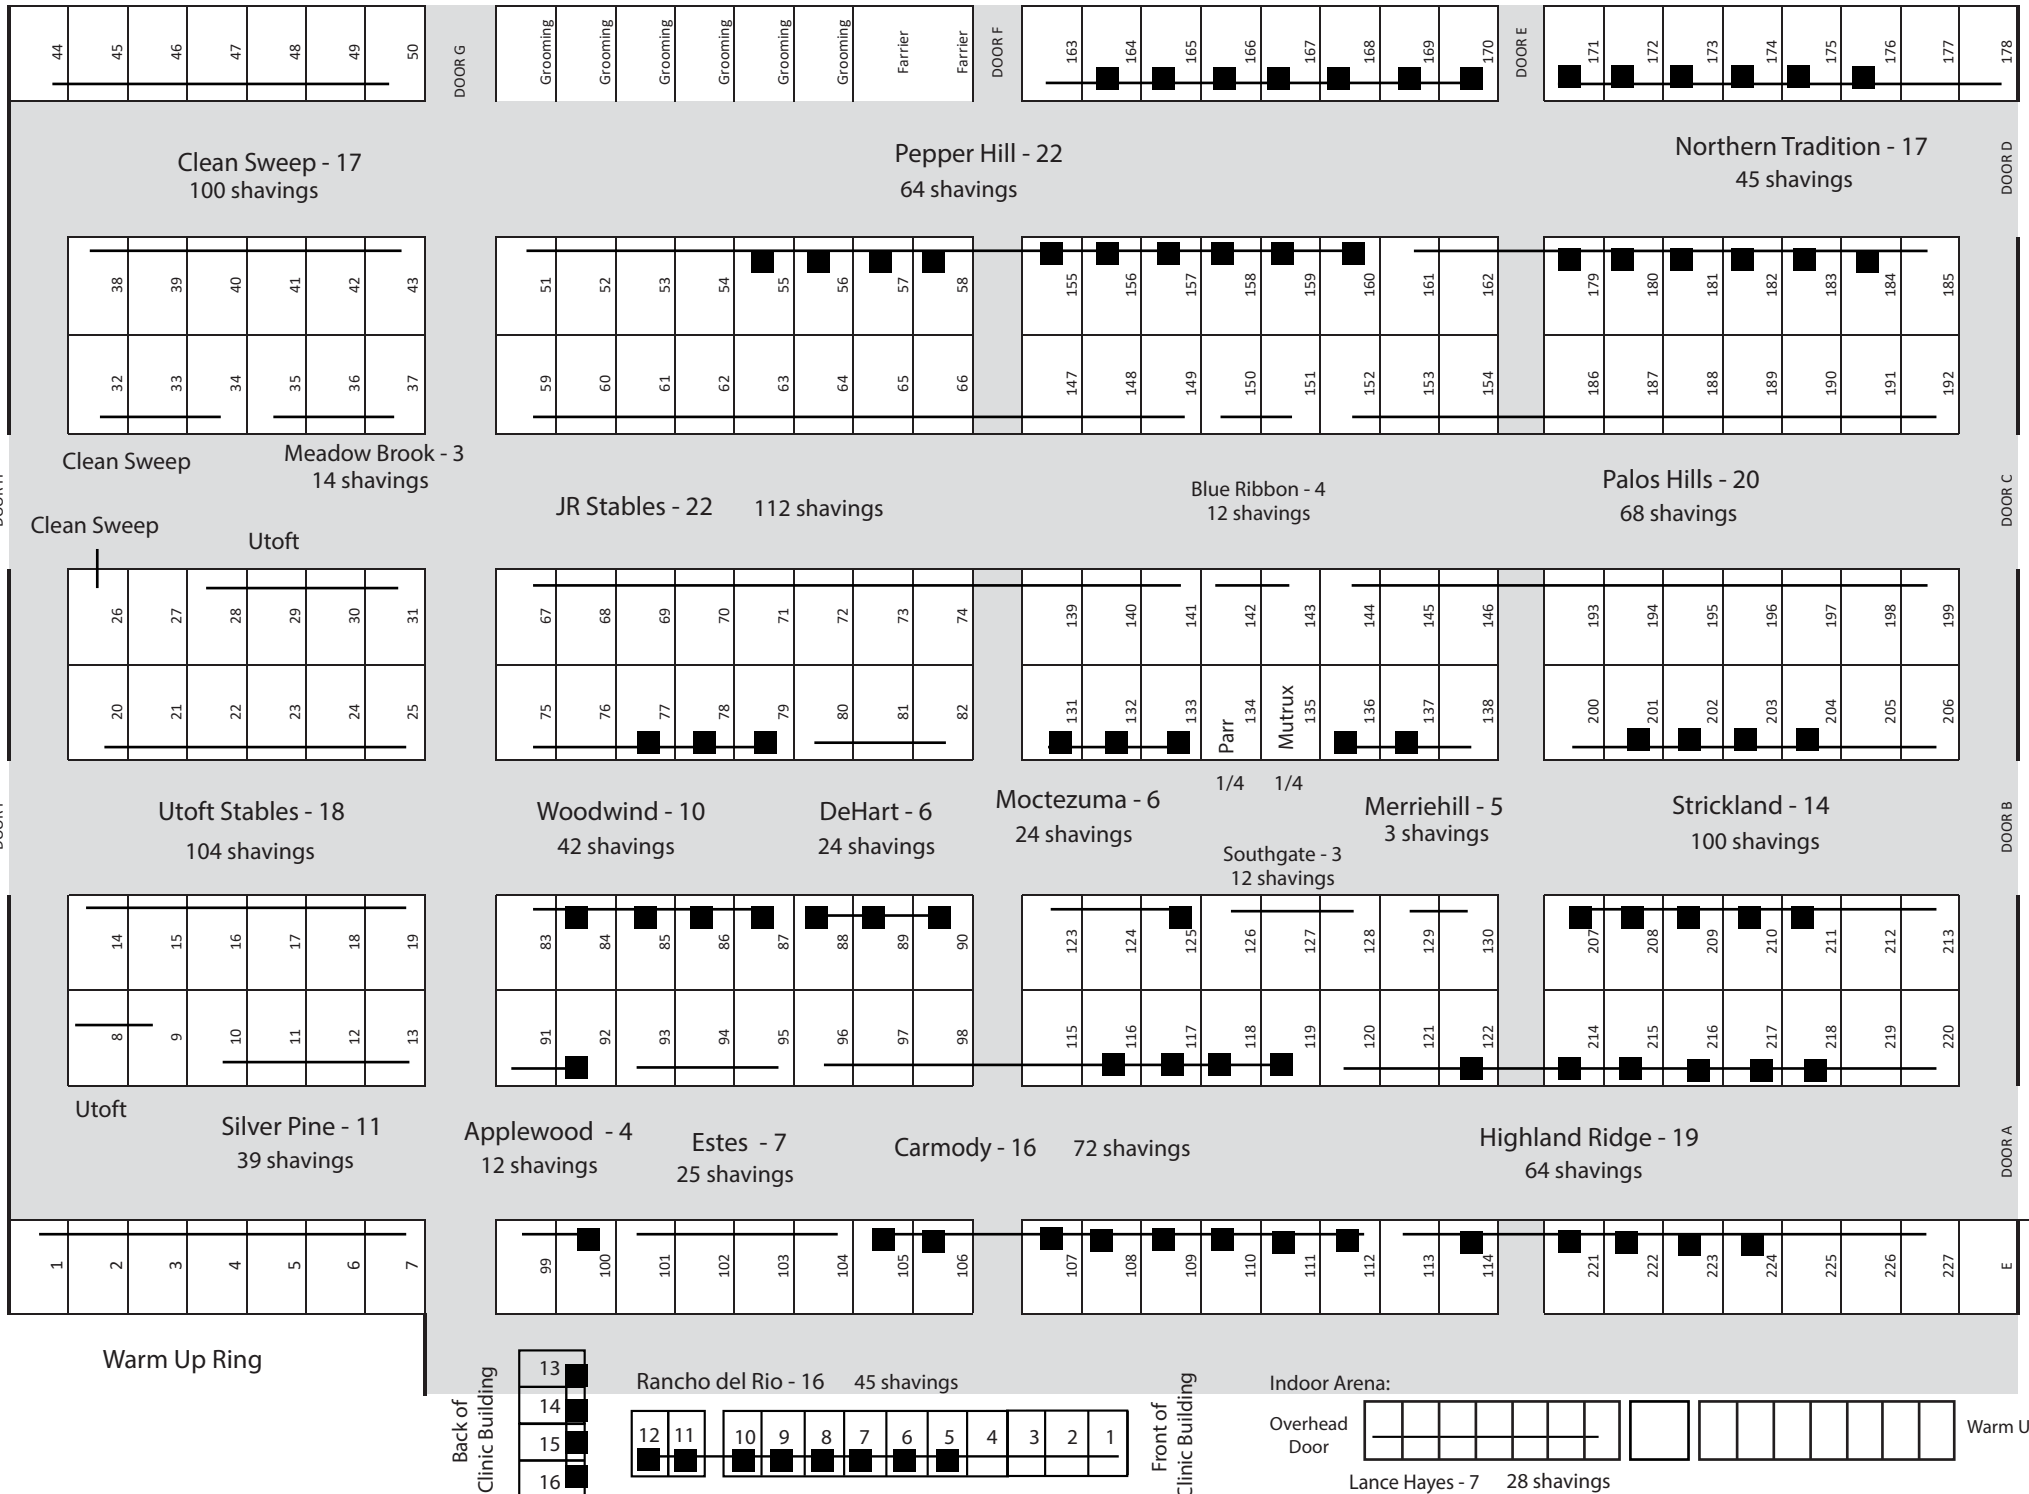 44 45 46 47 48 49 50
DOOR G
Grooming Grooming Grooming Grooming Grooming Grooming Farrier Farrier
DOOR F
163 164 165 166 167 168 169 170
DOOR E
171 172 173 174 175 176 177 178
Clean Sweep - 17
100 shavings
Pepper Hill - 22
64 shavings
Northern Tradition - 17
45 shavings
DOOR D
38 39 40 41 42 43
51 52 53 54 55 56 57 58
155 156 157 158 159 160 161 162
179 180 181 182 183 184 185
32 33 34 35 36 37
59 60 61 62 63 64 65 66
147 148 149 150 151 152 153 154
186 187 188 189 190 191 192
Clean Sweep
Meadow Brook - 3
14 shavings
JR Stables - 22 112 shavings
Blue Ribbon - 4
12 shavings
Palos Hills - 20
68 shavings
DOOR C
Clean Sweep
Utoft
26 27 28 29 30 31
67 68 69 70 71 72 73 74
139 140 141 142 143 144 145 146
193 194 195 196 197 198 199
20 21 22 23 24 25
75 76 77 78 79 80 81 82
131 132 133 Parr 134 Mutrux 135 136 137 138
200 201 202 203 204 205 206
1/4 1/4
Utoft Stables - 18
104 shavings
Woodwind - 10
42 shavings
DeHart - 6
24 shavings
Moctezuma - 6
24 shavings
Merriehill - 5
3 shavings
Strickland - 14
100 shavings
DOOR B
Southgate - 3
12 shavings
14 15 16 17 18 19
83 84 85 86 87 88 89 90
123 124 125 126 127 128 129 130
207 208 209 210 211 212 213
8 9 10 11 12 13
91 92 93 94 95 96 97 98
115 116 117 118 119 120 121 122
214 215 216 217 218 219 220
Utoft
Silver Pine - 11
39 shavings
Applewood - 4
12 shavings
Estes - 7
25 shavings
Carmody - 16 72 shavings
Highland Ridge - 19
64 shavings
DOOR A
1 2 3 4 5 6 7
99 100 101 102 103 104 105 106
107 108 109 110 111 112 113 114
221 222 223 224 225 226 227 E
Warm Up Ring
Back of
Clinic Building
13
14
15
16
Rancho del Rio - 16 45 shavings
12 11 10 9 8 7 6 5 4 3 2 1
Front of
Clinic Building
Indoor Arena:
Overhead
Door
Warm U
Lance Hayes - 7 28 shavings